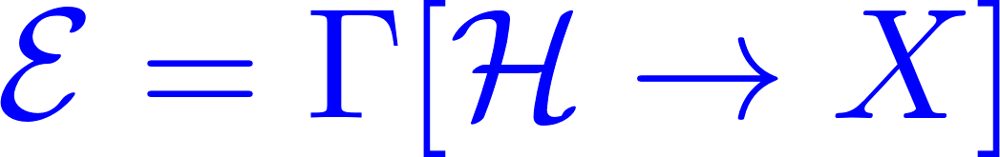 ℰ = Γ[ℋ → X]